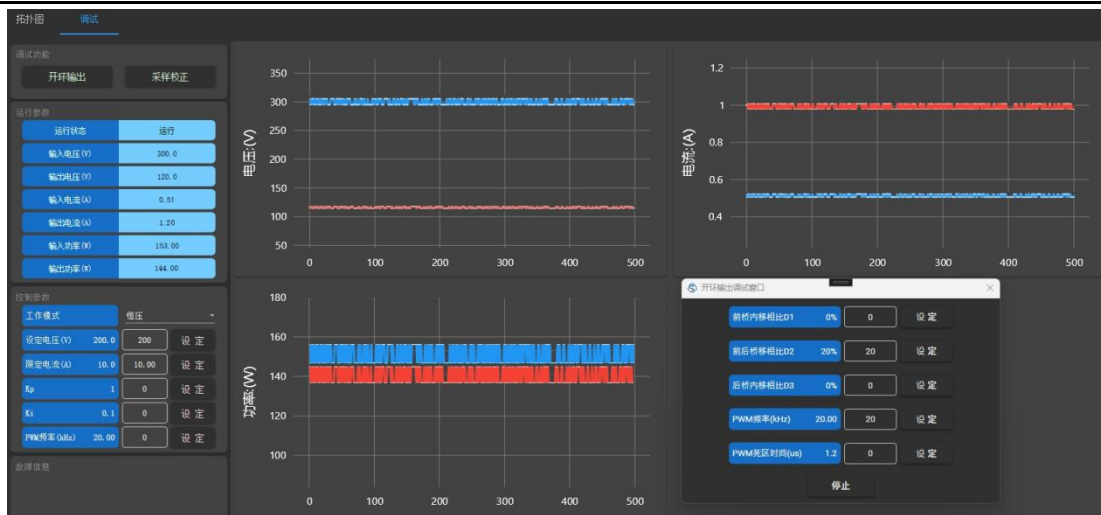 拓扑图 调试
调试功能
开环输出 采样校正
运行参数
运行状态 运行
输入电压(V) 300.0
输出电压(V) 120.0
输入电流(A) 0.51
输出电流(A) 1.20
输入功率(W) 153.00
输出功率(W) 144.00
控制参数
工作模式 恒压
设定电压(V) 200.0 200 设 定
限定电流(A) 10.0 10.00 设 定
Kp 1 0 设 定
Ki 0.1 0 设 定
PWM频率(kHz) 20.00 0 设 定
故障信息
电压:(V)
350
300
250
200
150
100
50
0 100 200 300 400 500
电流:(A)
1.2
1
0.8
0.6
0.4
0 100 200 300 400 500
功率:(W)
180
160
140
120
100
0 100 200 300 400 500
开环输出调试窗口
前桥内移相比D1 0% 0 设 定
前后桥移相比D2 20% 20 设 定
后桥内移相比D3 0% 0 设 定
PWM频率(kHz) 20.00 20 设 定
PWM死区时间(us) 1.2 0 设 定
停止